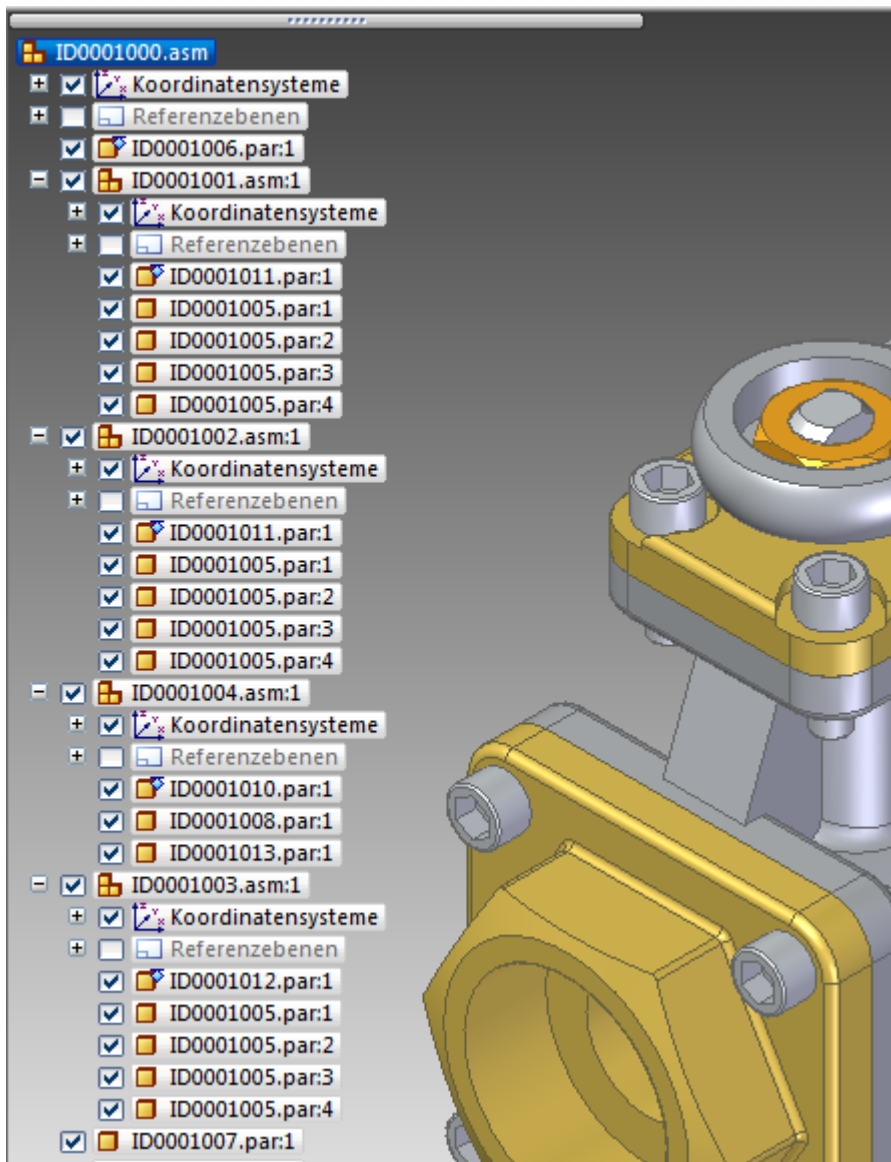 ID0001000.asm
Koordinatensysteme
Referenzebenen
ID0001006.par:1
ID0001001.asm:1
Koordinatensysteme
Referenzebenen
ID0001011.par:1
ID0001005.par:1
ID0001005.par:2
ID0001005.par:3
ID0001005.par:4
ID0001002.asm:1
Koordinatensysteme
Referenzebenen
ID0001011.par:1
ID0001005.par:1
ID0001005.par:2
ID0001005.par:3
ID0001005.par:4
ID0001004.asm:1
Koordinatensysteme
Referenzebenen
ID0001010.par:1
ID0001008.par:1
ID0001013.par:1
ID0001003.asm:1
Koordinatensysteme
Referenzebenen
ID0001012.par:1
ID0001005.par:1
ID0001005.par:2
ID0001005.par:3
ID0001005.par:4
ID0001007.par:1